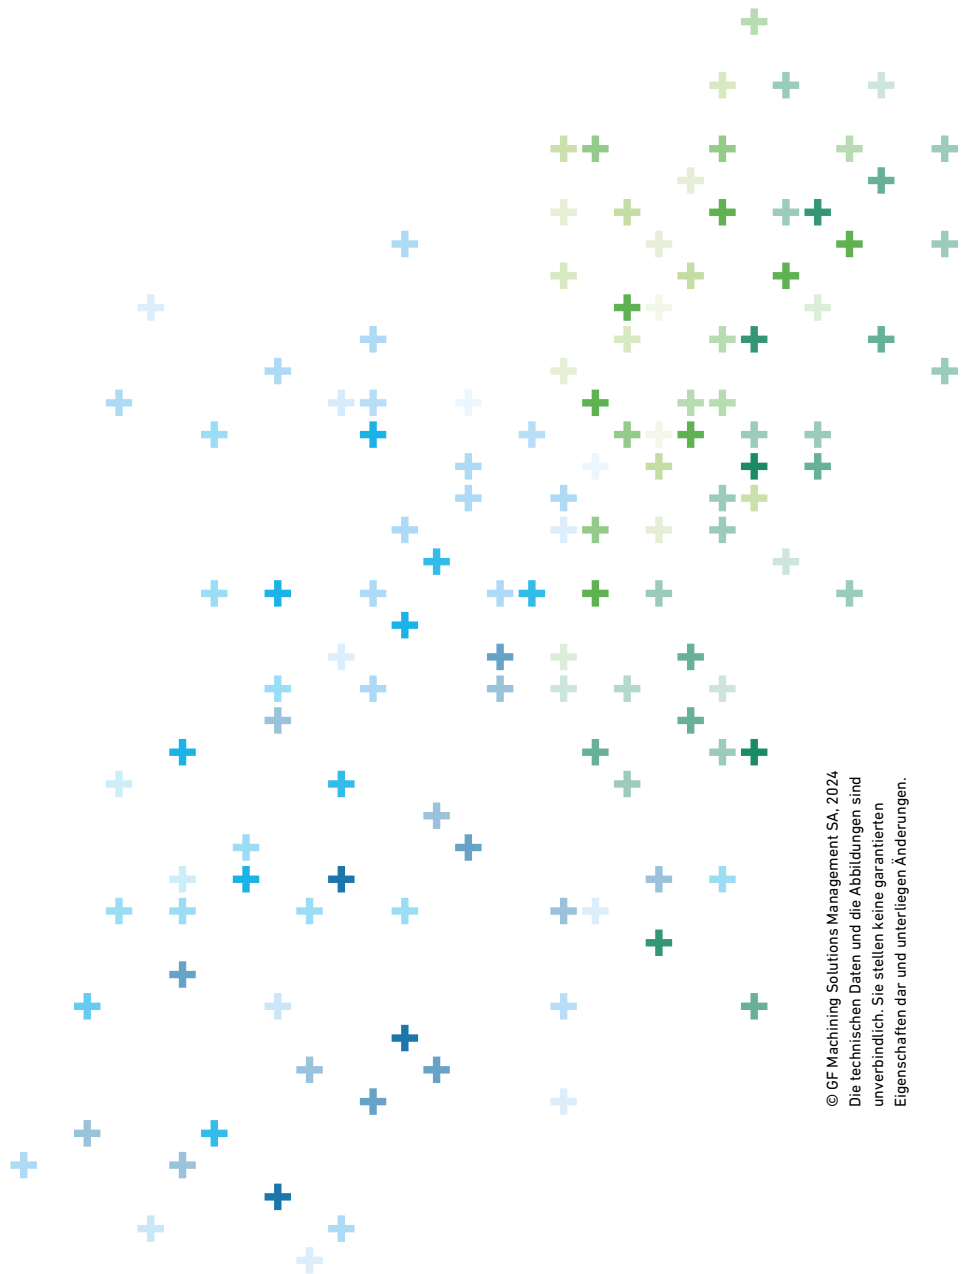 © GF Machining Solutions Management SA, 2024
Die technischen Daten und die Abbildungen sind
unverbindlich. Sie stellen keine garantierten
Eigenschaften dar und unterliegen Änderungen.